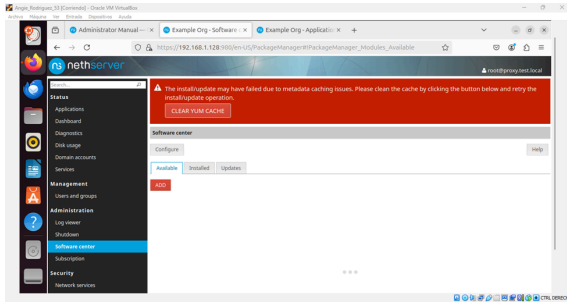 Angie_Rodriguez_53 [Corriendo] - Oracle VM VirtualBox
Archivo Máquina Ver Entrada Dispositivos Ayuda
Administrator Manual —
Example Org - Software
Example Org - Applicatio
https://192.168.1.128:980/en-US/PackageManager#!PackageManager_Modules_Available
nethserver
root@proxy.test.local
Search...
Status
Applications
Dashboard
Diagnostics
Disk usage
Domain accounts
Services
Management
Users and groups
Administration
Log viewer
Shutdown
Software center
Subscription
Security
Network services
The install/update may have failed due to metadata caching issues. Please clean the cache by clicking the button below and retry the
install/update operation.
CLEAR YUM CACHE
Software center
Configure
Help
Available Installed Updates
ADD
CTRL DERECHO